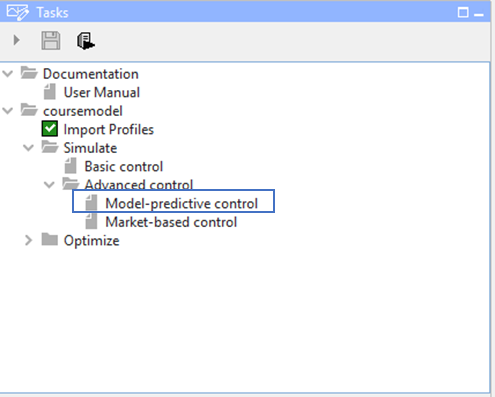 Tasks
Documentation
User Manual
coursemodel
Import Profiles
Simulate
Basic control
Advanced control
Model-predictive control
Market-based control
Optimize